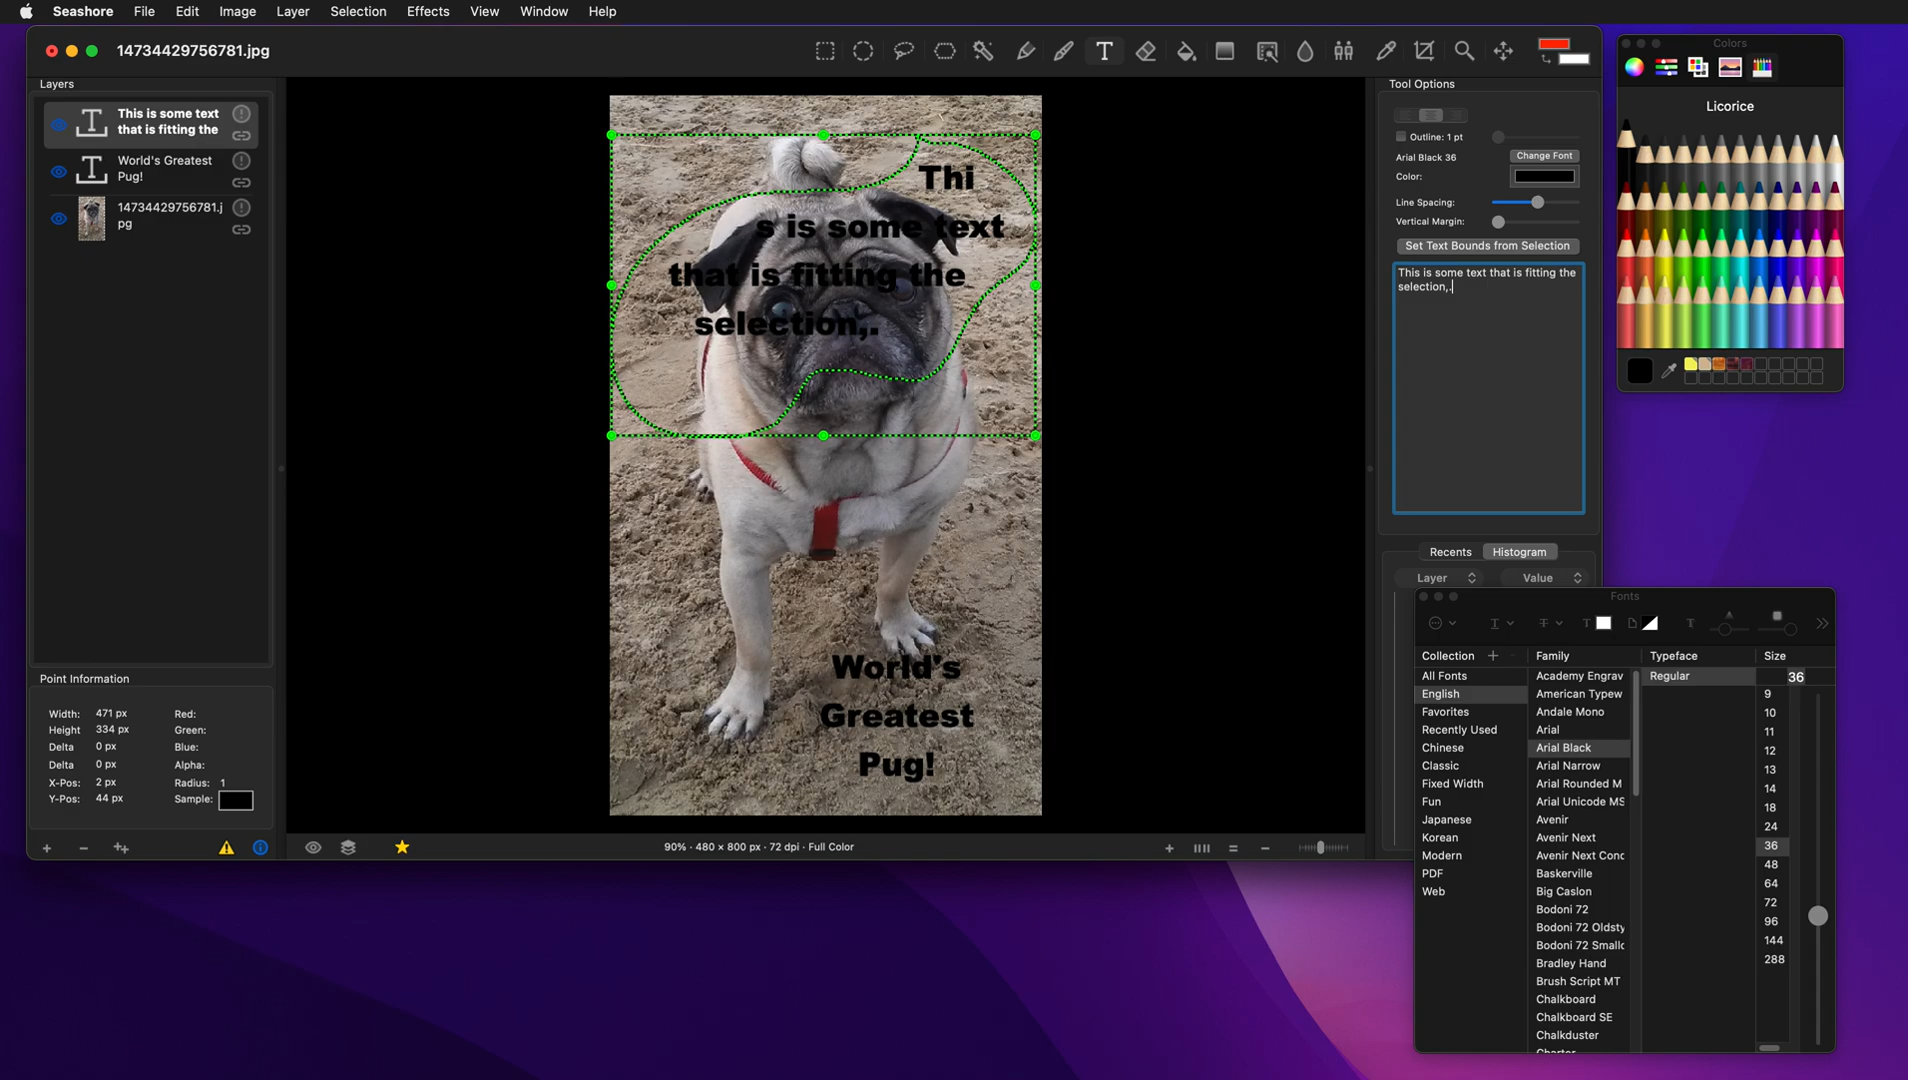 Seashore File Edit Image Layer Selection Effects View Window Help
14734429756781.jpg
Layers
This is some text
that is fitting the
World's Greatest
Pug!
14734429756781.j
pg
Point Information
Width: 471 px Red:
Height 334 px Green:
Delta 0 px Blue:
Delta 0 px Alpha:
X-Pos: 2 px Radius: 1
Y-Pos: 44 px Sample:
Thi
s is some text
that is fitting the
selection,.
World's
Greatest
Pug!
90% · 480 × 800 px · 72 dpi · Full Color
Tool Options
Outline: 1 pt
Arial Black 36 Change Font
Color:
Line Spacing:
Vertical Margin:
Set Text Bounds from Selection
This is some text that is fitting the
selection,.
Recents Histogram
Layer Value
Colors
Licorice
Fonts
Collection Family Typeface Size
36
All Fonts
English
Favorites
Recently Used
Chinese
Classic
Fixed Width
Fun
Japanese
Korean
Modern
PDF
Web
Academy Engrav
American Typew
Andale Mono
Arial
Arial Black
Arial Narrow
Arial Rounded M
Arial Unicode MS
Avenir
Avenir Next
Avenir Next Conc
Baskerville
Big Caslon
Bodoni 72
Bodoni 72 Oldsty
Bodoni 72 Smallc
Bradley Hand
Brush Script MT
Chalkboard
Chalkboard SE
Chalkduster
Regular
9
10
11
12
13
14
18
24
36
48
64
72
96
144
288